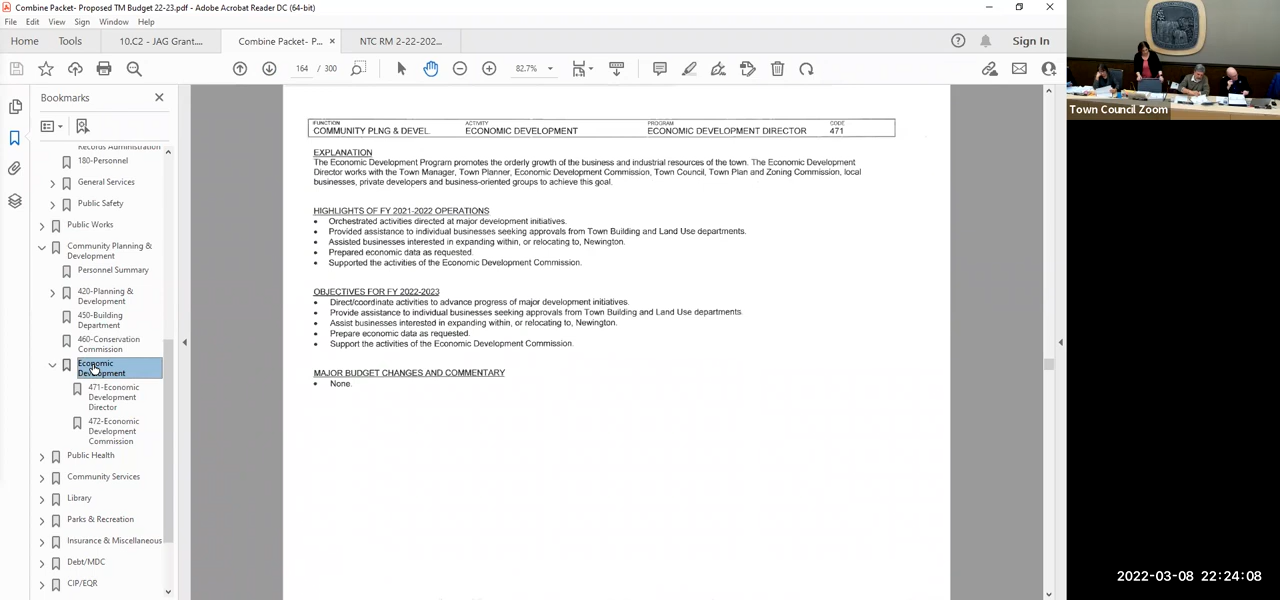 Combine Packet- Proposed TM Budget 22-23.pdf - Adobe Acrobat Reader DC (64-bit)
File Edit View Sign Window Help
Home Tools 10.C2 - JAG Grant... Combine Packet- P... × NTC RM 2-22-202... Sign In
164 / 300 82.7%
Bookmarks
Records Administration
180-Personnel
General Services
Public Safety
Public Works
Community Planning &
Development
Personnel Summary
420-Planning &
Development
450-Building
Department
460-Conservation
Commission
Economic
Development
471-Economic
Development
Director
472-Economic
Development
Commission
Public Health
Community Services
Library
Parks & Recreation
Insurance & Miscellaneous
Debt/MDC
CIP/EQR
FUNCTION ACTIVITY PROGRAM CODE
COMMUNITY PLNG & DEVEL. ECONOMIC DEVELOPMENT ECONOMIC DEVELOPMENT DIRECTOR 471
EXPLANATION
The Economic Development Program promotes the orderly growth of the business and industrial resources of the town. The Economic Development
Director works with the Town Manager, Town Planner, Economic Development Commission, Town Council, Town Plan and Zoning Commission, local
businesses, private developers and business-oriented groups to achieve this goal.
HIGHLIGHTS OF FY 2021-2022 OPERATIONS
• Orchestrated activities directed at major development initiatives.
• Provided assistance to individual businesses seeking approvals from Town Building and Land Use departments.
• Assisted businesses interested in expanding within, or relocating to, Newington.
• Prepared economic data as requested.
• Supported the activities of the Economic Development Commission.
OBJECTIVES FOR FY 2022-2023
• Direct/coordinate activities to advance progress of major development initiatives.
• Provide assistance to individual businesses seeking approvals from Town Building and Land Use departments.
• Assist businesses interested in expanding within, or relocating to, Newington.
• Prepare economic data as requested.
• Support the activities of the Economic Development Commission.
MAJOR BUDGET CHANGES AND COMMENTARY
• None.
Town Council Zoom
2022-03-08 22:24:08